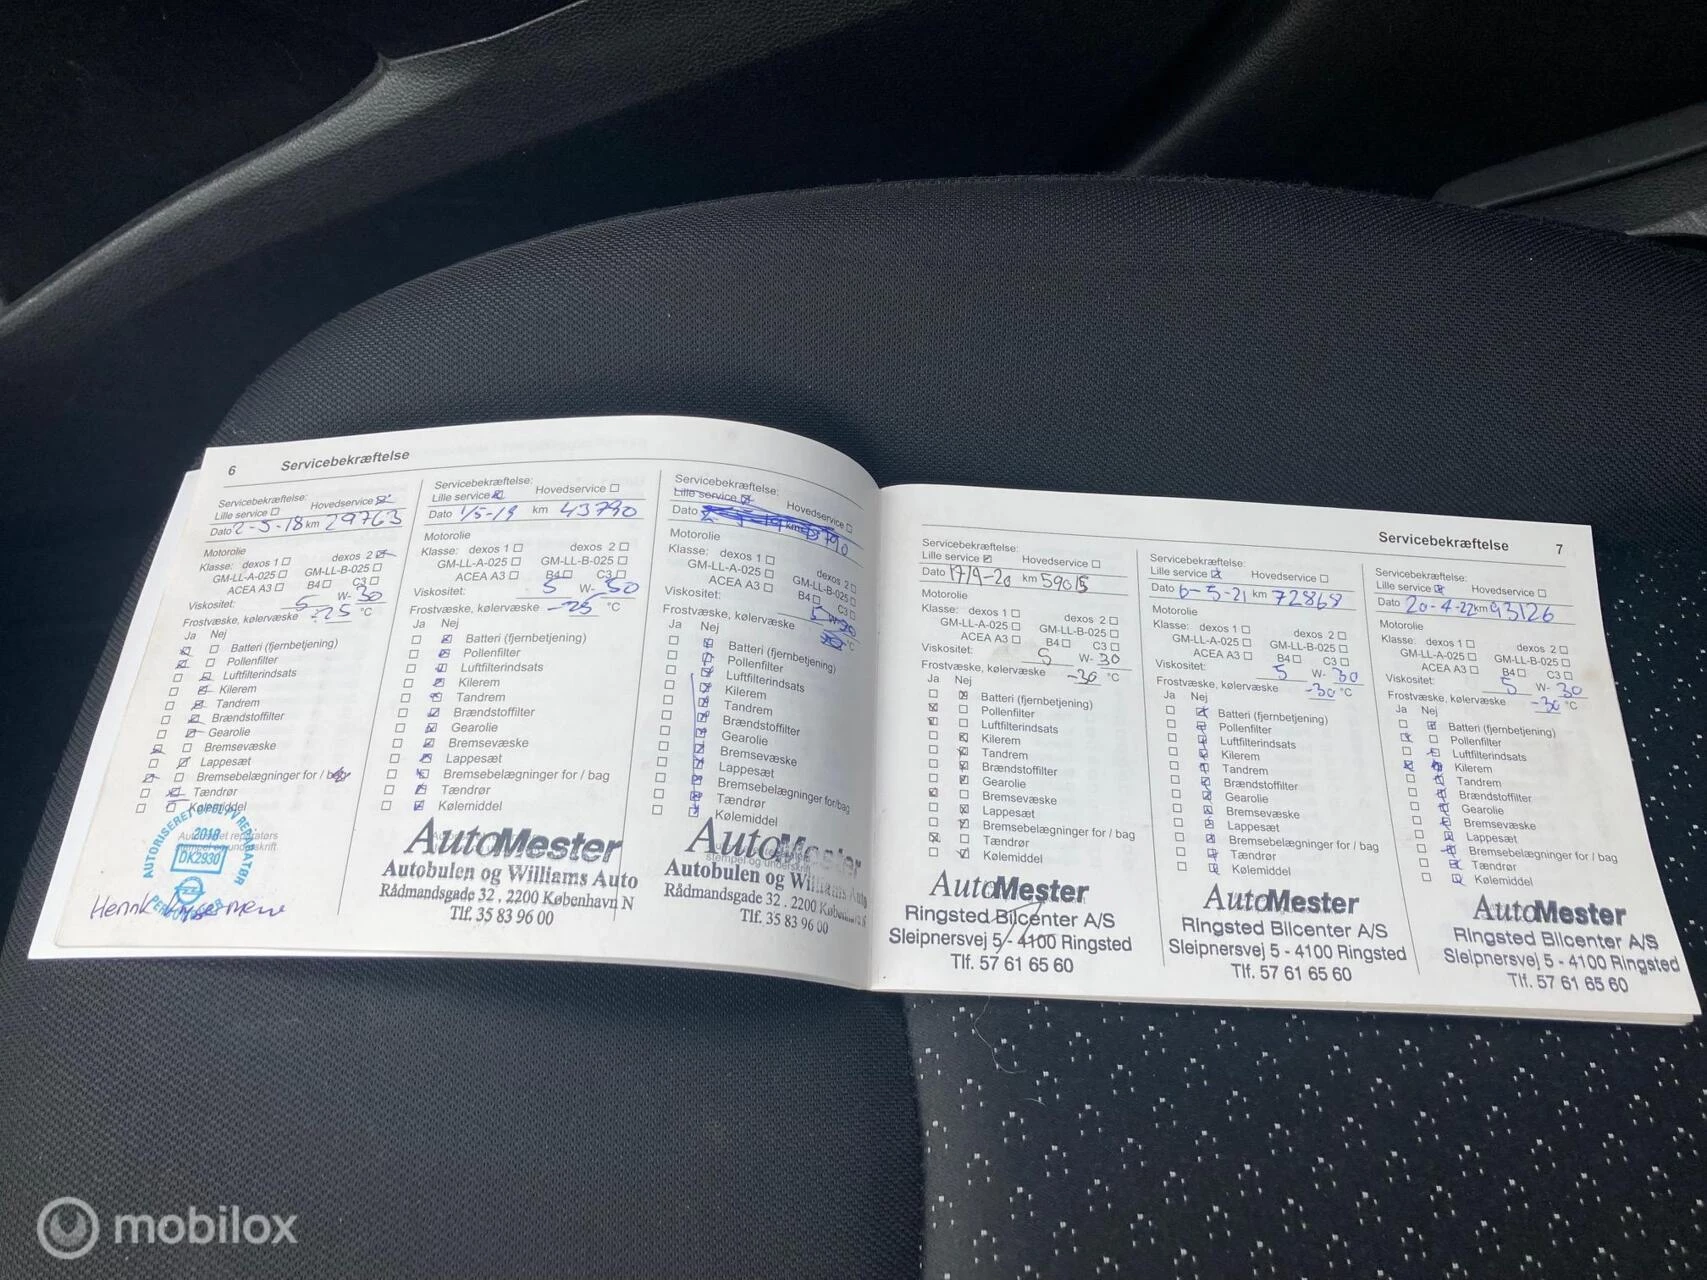 6 Servicebekræftelse
Servicebekræftelse:
Lille service Hovedservice
Dato 2-5-18 km 29763
Motorolie
Klasse: dexos 1 dexos 2
GM-LL-A-025 GM-LL-B-025
ACEA A3 B4 C3
Viskositet: 5 W- 30
Frostvæske, kølervæske -25 °C
Ja Nej
Batteri (fjernbetjening)
Pollenfilter
Luftfilterindsats
Kilerem
Tandrem
Brændstoffilter
Gearolie
Bremsevæske
Lappesæt
Bremsebelægninger for / bag
Tændrør
Kølemiddel
AUTORISERET OPEL PV REPARATØR
2018
DK2930
Servicebekræftelse:
Lille service Hovedservice
Dato 1/5-19 km 43790
Motorolie
Klasse: dexos 1 dexos 2
GM-LL-A-025 GM-LL-B-025
ACEA A3 B4 C3
Viskositet: 5 W- 30
Frostvæske, kølervæske -25 °C
Ja Nej
Batteri (fjernbetjening)
Pollenfilter
Luftfilterindsats
Kilerem
Tandrem
Brændstoffilter
Gearolie
Bremsevæske
Lappesæt
Bremsebelægninger for / bag
Tændrør
Kølemiddel
AutoMester
Autobulen og Williams Auto
Rådmandsgade 32 . 2200 København N
Tlf. 35 83 96 00
Servicebekræftelse:
Lille service Hovedservice
Dato km
Motorolie
Klasse: dexos 1 dexos 2
GM-LL-A-025 GM-LL-B-025
ACEA A3 B4 C3
Viskositet: 5 W-30
Frostvæske, kølervæske °C
Ja Nej
Batteri (fjernbetjening)
Pollenfilter
Luftfilterindsats
Kilerem
Tandrem
Brændstoffilter
Gearolie
Bremsevæske
Lappesæt
Bremsebelægninger for/bag
Tændrør
Kølemiddel
AutoMester
stempel og underskrift
Autobulen og Williams Auto
Rådmandsgade 32 . 2200
Tlf. 35 83 96 00
Servicebekræftelse 7
Servicebekræftelse:
Lille service Hovedservice
Dato 17/9-20 km 59015
Motorolie
Klasse: dexos 1 dexos 2
GM-LL-A-025 GM-LL-B-025
ACEA A3 B4 C3
Viskositet: 5 W- 30
Frostvæske, kølervæske -30 °C
Ja Nej
Batteri (fjernbetjening)
Pollenfilter
Luftfilterindsats
Kilerem
Tandrem
Brændstoffilter
Gearolie
Bremsevæske
Lappesæt
Bremsebelægninger for / bag
Tændrør
Kølemiddel
AutoMester
Ringsted Bilcenter A/S
Sleipnersvej 5 - 4100 Ringsted
Tlf. 57 61 65 60
Servicebekræftelse:
Lille service Hovedservice
Dato 6-5-21 km 72868
Motorolie
Klasse: dexos 1 dexos 2
GM-LL-A-025 GM-LL-B-025
ACEA A3 B4 C3
Viskositet: 5 W- 30
Frostvæske, kølervæske -30 °C
Ja Nej
Batteri (fjernbetjening)
Pollenfilter
Luftfilterindsats
Kilerem
Tandrem
Brændstoffilter
Gearolie
Bremsevæske
Lappesæt
Bremsebelægninger for / bag
Tændrør
Kølemiddel
AutoMester
Ringsted Bilcenter A/S
Sleipnersvej 5 - 4100 Ringsted
Tlf. 57 61 65 60
Servicebekræftelse:
Lille service Hovedservice
Dato 20-4-22 km 93126
Motorolie
Klasse: dexos 1 dexos 2
GM-LL-A-025 GM-LL-B-025
ACEA A3 B4 C3
Viskositet: 5 W- 30
Frostvæske, kølervæske -30 °C
Ja Nej
Batteri (fjernbetjening)
Pollenfilter
Luftfilterindsats
Kilerem
Tandrem
Brændstoffilter
Gearolie
Bremsevæske
Lappesæt
Bremsebelægninger for / bag
Tændrør
Kølemiddel
AutoMester
Ringsted Bilcenter A/S
Sleipnersvej 5 - 4100 Ringsted
Tlf. 57 61 65 60
mobilox